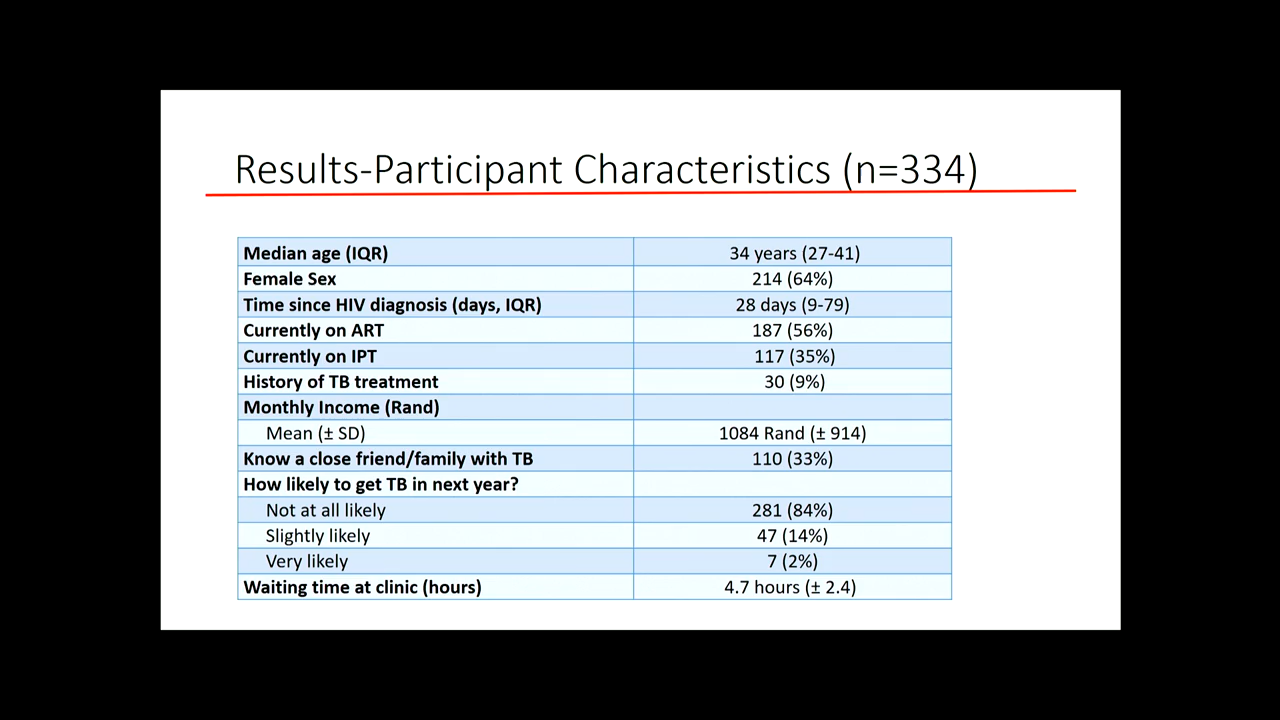 Results-Participant Characteristics (n=334)
Median age (IQR) 34 years (27-41)
Female Sex 214 (64%)
Time since HIV diagnosis (days, IQR) 28 days (9-79)
Currently on ART 187 (56%)
Currently on IPT 117 (35%)
History of TB treatment 30 (9%)
Monthly Income (Rand)
Mean (± SD) 1084 Rand (± 914)
Know a close friend/family with TB 110 (33%)
How likely to get TB in next year?
Not at all likely 281 (84%)
Slightly likely 47 (14%)
Very likely 7 (2%)
Waiting time at clinic (hours) 4.7 hours (± 2.4)